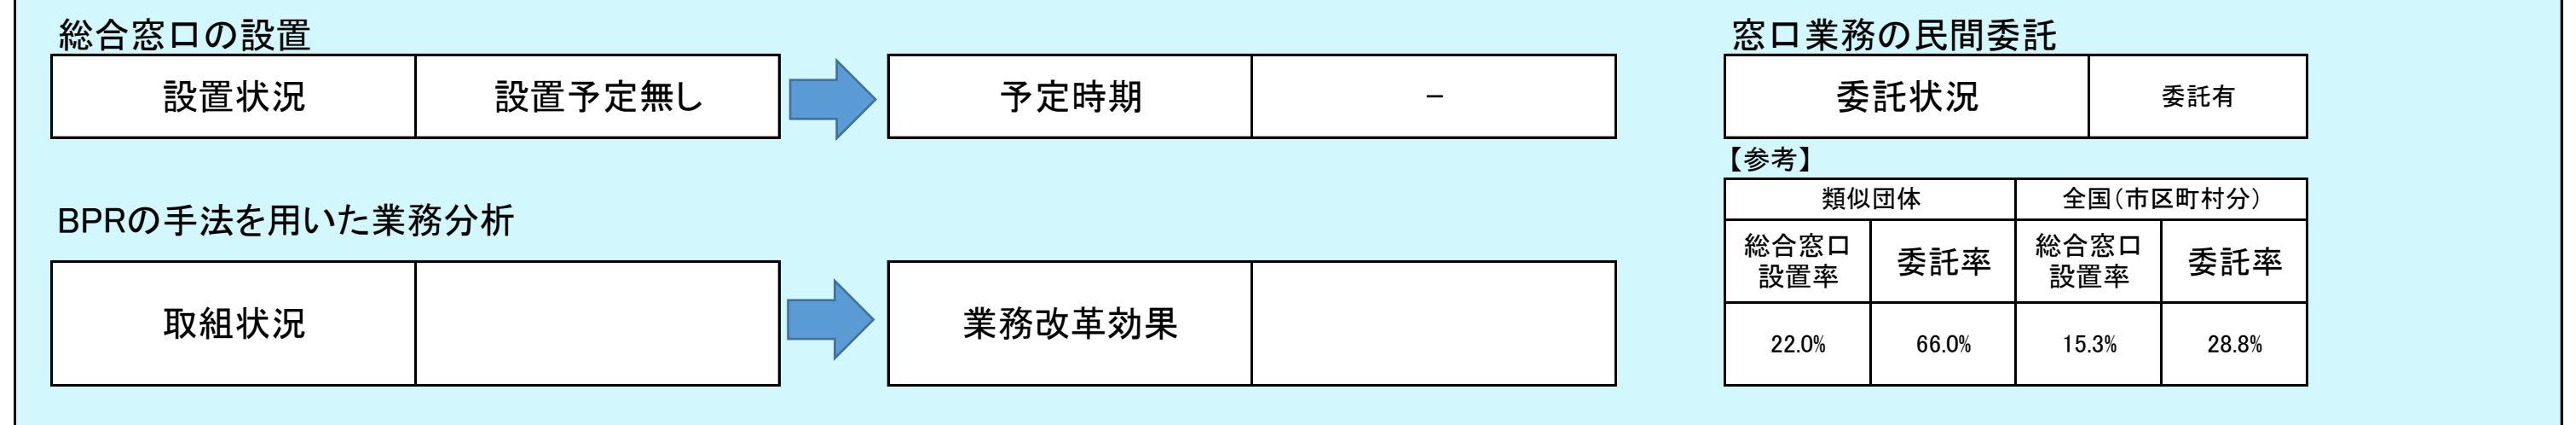 総合窓口の設置
設置状況
設置予定無し
予定時期
−
BPRの手法を用いた業務分析
取組状況
業務改革効果
窓口業務の民間委託
委託状況
委託有
【参考】
類似団体
全国(市区町村分)
総合窓口
設置率
委託率
総合窓口
設置率
委託率
22.0%
66.0%
15.3%
28.8%